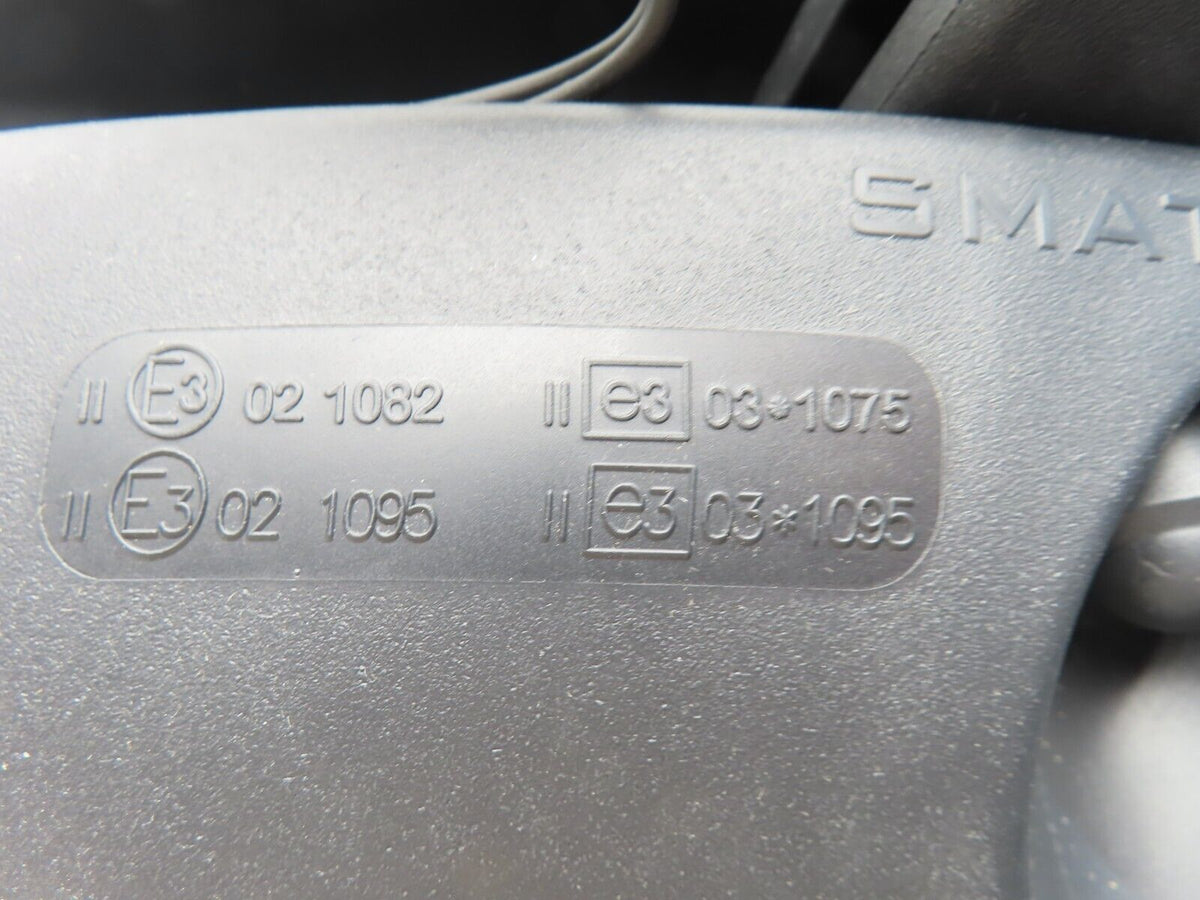 SMAT
II E3 02 1082 II e3 03*1075
II E3 02 1095 II e3 03*1095